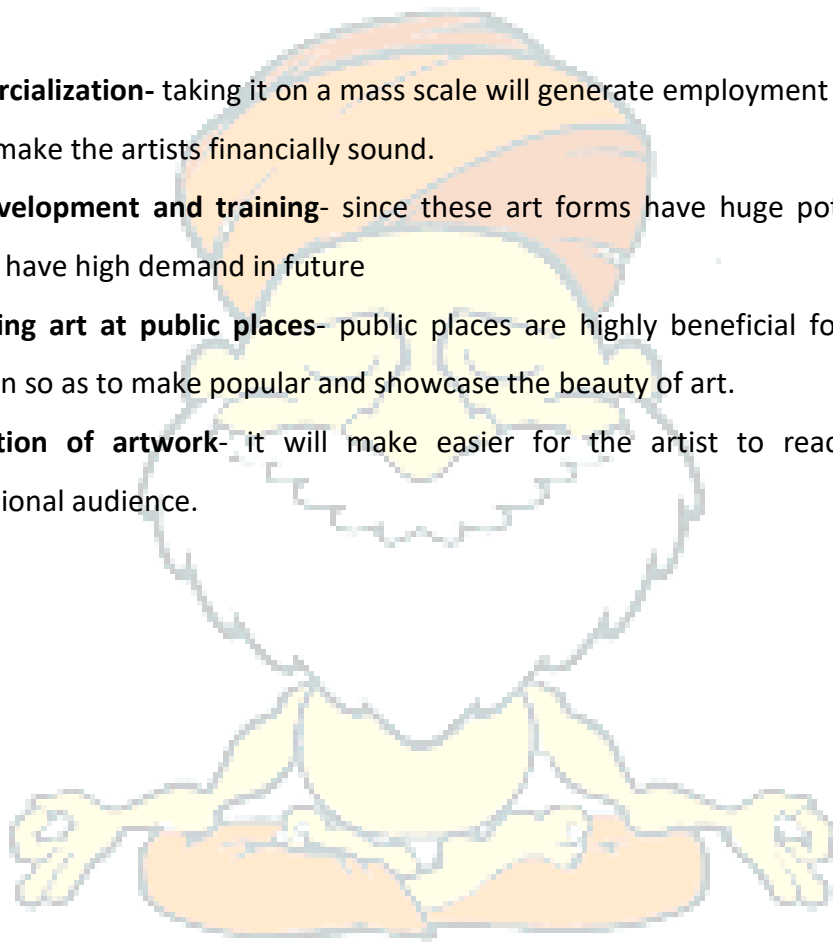 rcialization- taking it on a mass scale will generate employment
make the artists financially sound.
velopment and training- since these art forms have huge pot
have high demand in future
ing art at public places- public places are highly beneficial fo
n so as to make popular and showcase the beauty of art.
tion of artwork- it will make easier for the artist to reac
tional audience.